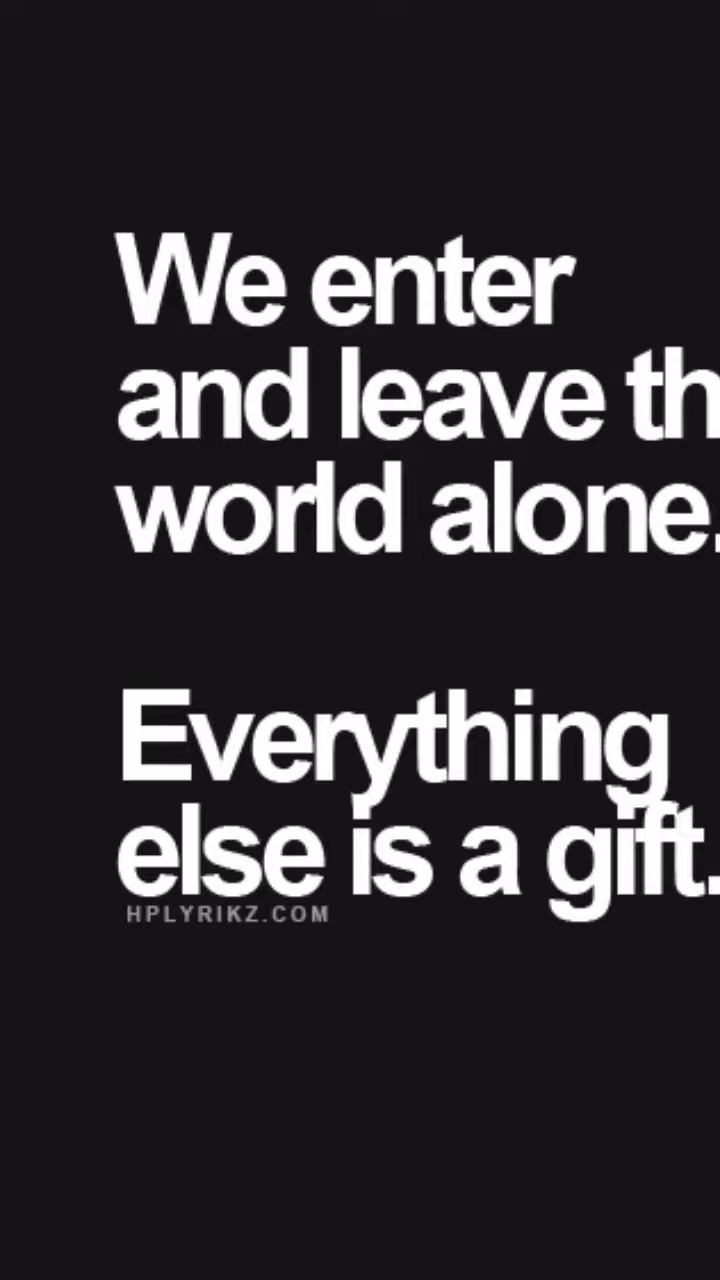 We enter
and leave th
world alone.
Everything
else is a gift.
HPLYRIKZ.COM